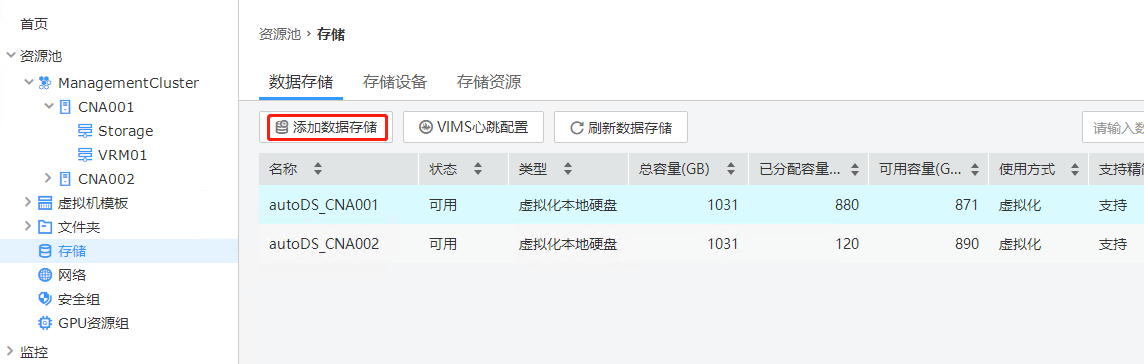 首页
资源池
ManagementCluster
CNA001
Storage
VRM01
CNA002
虚拟机模板
文件夹
存储
网络
安全组
GPU资源组
监控
资源池 › 存储
数据存储 存储设备 存储资源
添加数据存储 VIMS心跳配置 刷新数据存储 请输入数
名称 状态 类型 总容量(GB) 已分配容量... 可用容量(G... 使用方式 支持精简
autoDS_CNA001 可用 虚拟化本地硬盘 1031 880 871 虚拟化 支持
autoDS_CNA002 可用 虚拟化本地硬盘 1031 120 890 虚拟化 支持